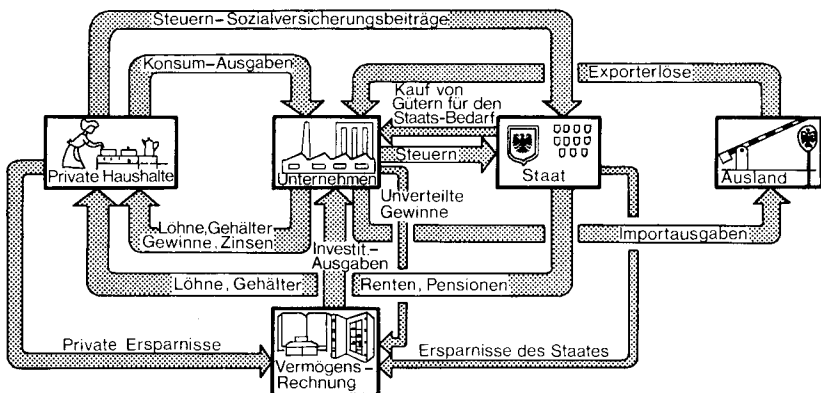 Steuern-Sozialversicherungsbeiträge
Konsum-Ausgaben
Exporterlöse
Kauf von
Gütern für den
Staats-Bedarf
Steuern
Private Haushalte
Unternehmen
Staat
Ausland
Unverteilte
Gewinne
Löhne, Gehälter
Gewinne, Zinsen
Investit.-
Ausgaben
Importausgaben
Löhne, Gehälter
Renten, Pensionen
Private Ersparnisse
Ersparnisse des Staates
Vermögens-
Rechnung